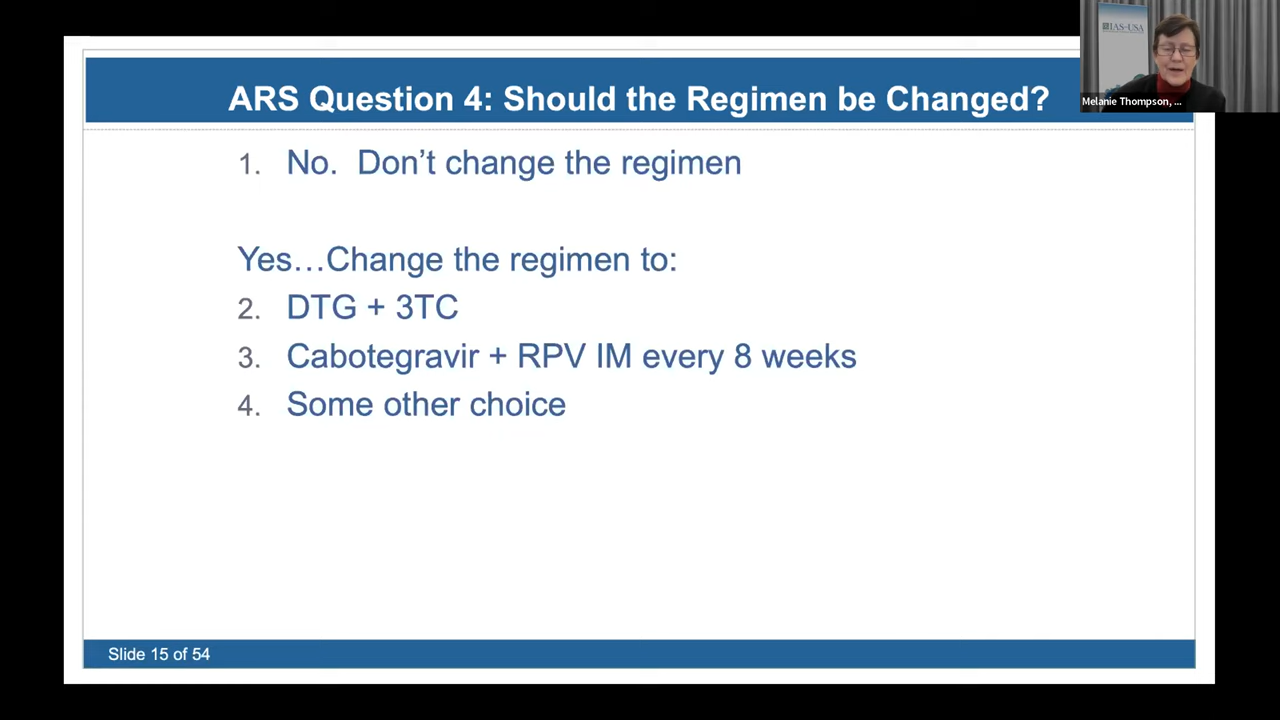 ARS Question 4: Should the Regimen be Changed?
IAS-USA
Melanie Thompson, ...
1. No. Don't change the regimen
Yes…Change the regimen to:
2. DTG + 3TC
3. Cabotegravir + RPV IM every 8 weeks
4. Some other choice
Slide 15 of 54